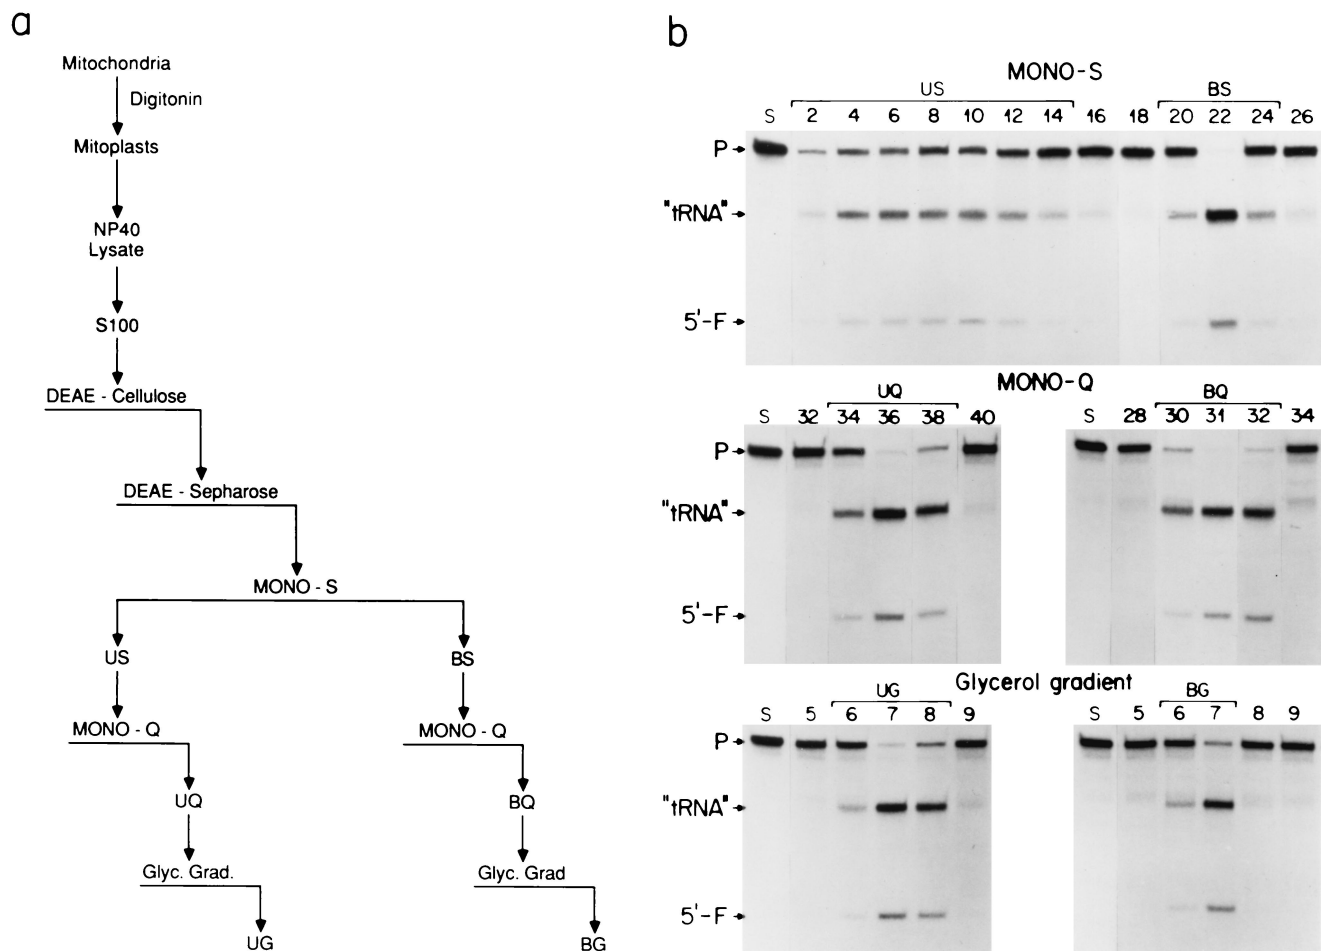 a
Mitochondria
Digitonin
Mitoplasts
NP40
Lysate
S100
DEAE - Cellulose
DEAE - Sepharose
MONO - S
US BS
MONO - Q MONO - Q
UQ BQ
Glyc. Grad. Glyc. Grad
UG BG
b
MONO-S
US BS
S 2 4 6 8 10 12 14 16 18 20 22 24 26
P
"tRNA"
5'-F
MONO-Q
UQ BQ
S 32 34 36 38 40 S 28 30 31 32 34
P
"tRNA"
5'-F
Glycerol gradient
UG BG
S 5 6 7 8 9 S 5 6 7 8 9
P
"tRNA"
5'-F